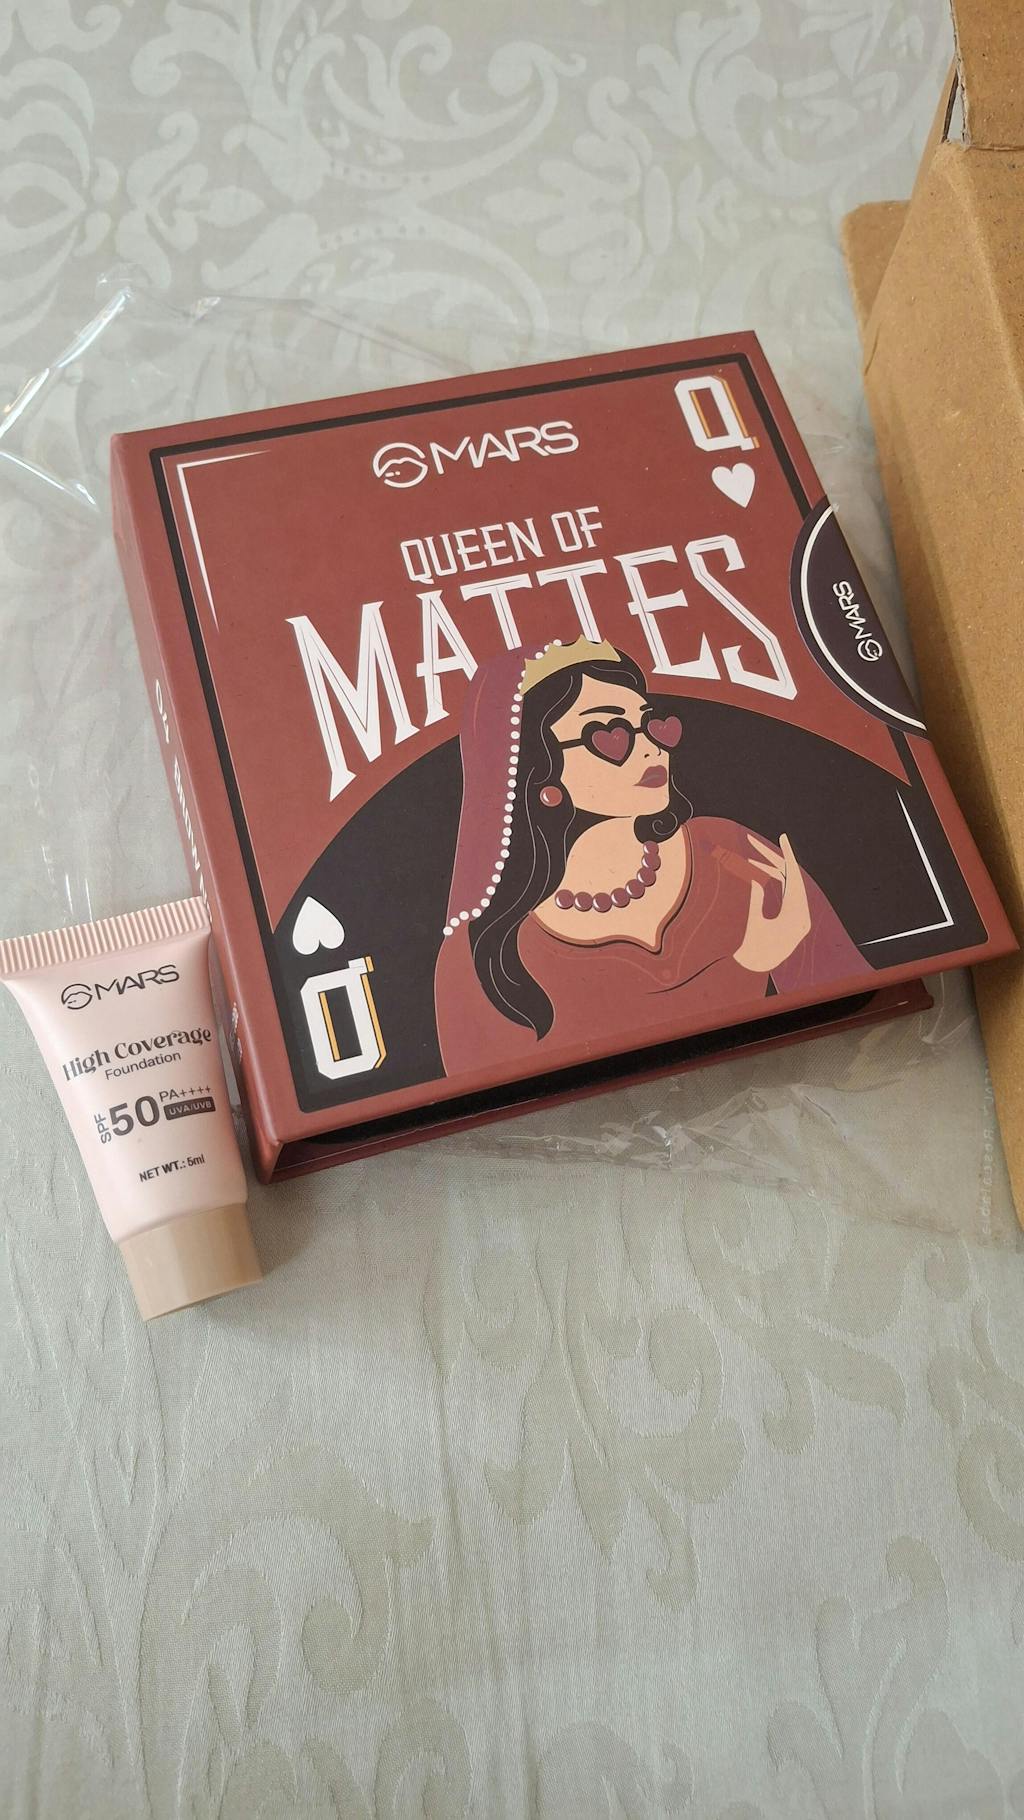 MARS
QUEEN OF
MATTES
Q
MARS
Q
MARS
High Coverage
Foundation
SPF 50 PA++++
UVA/UVB
NET WT.: 5ml